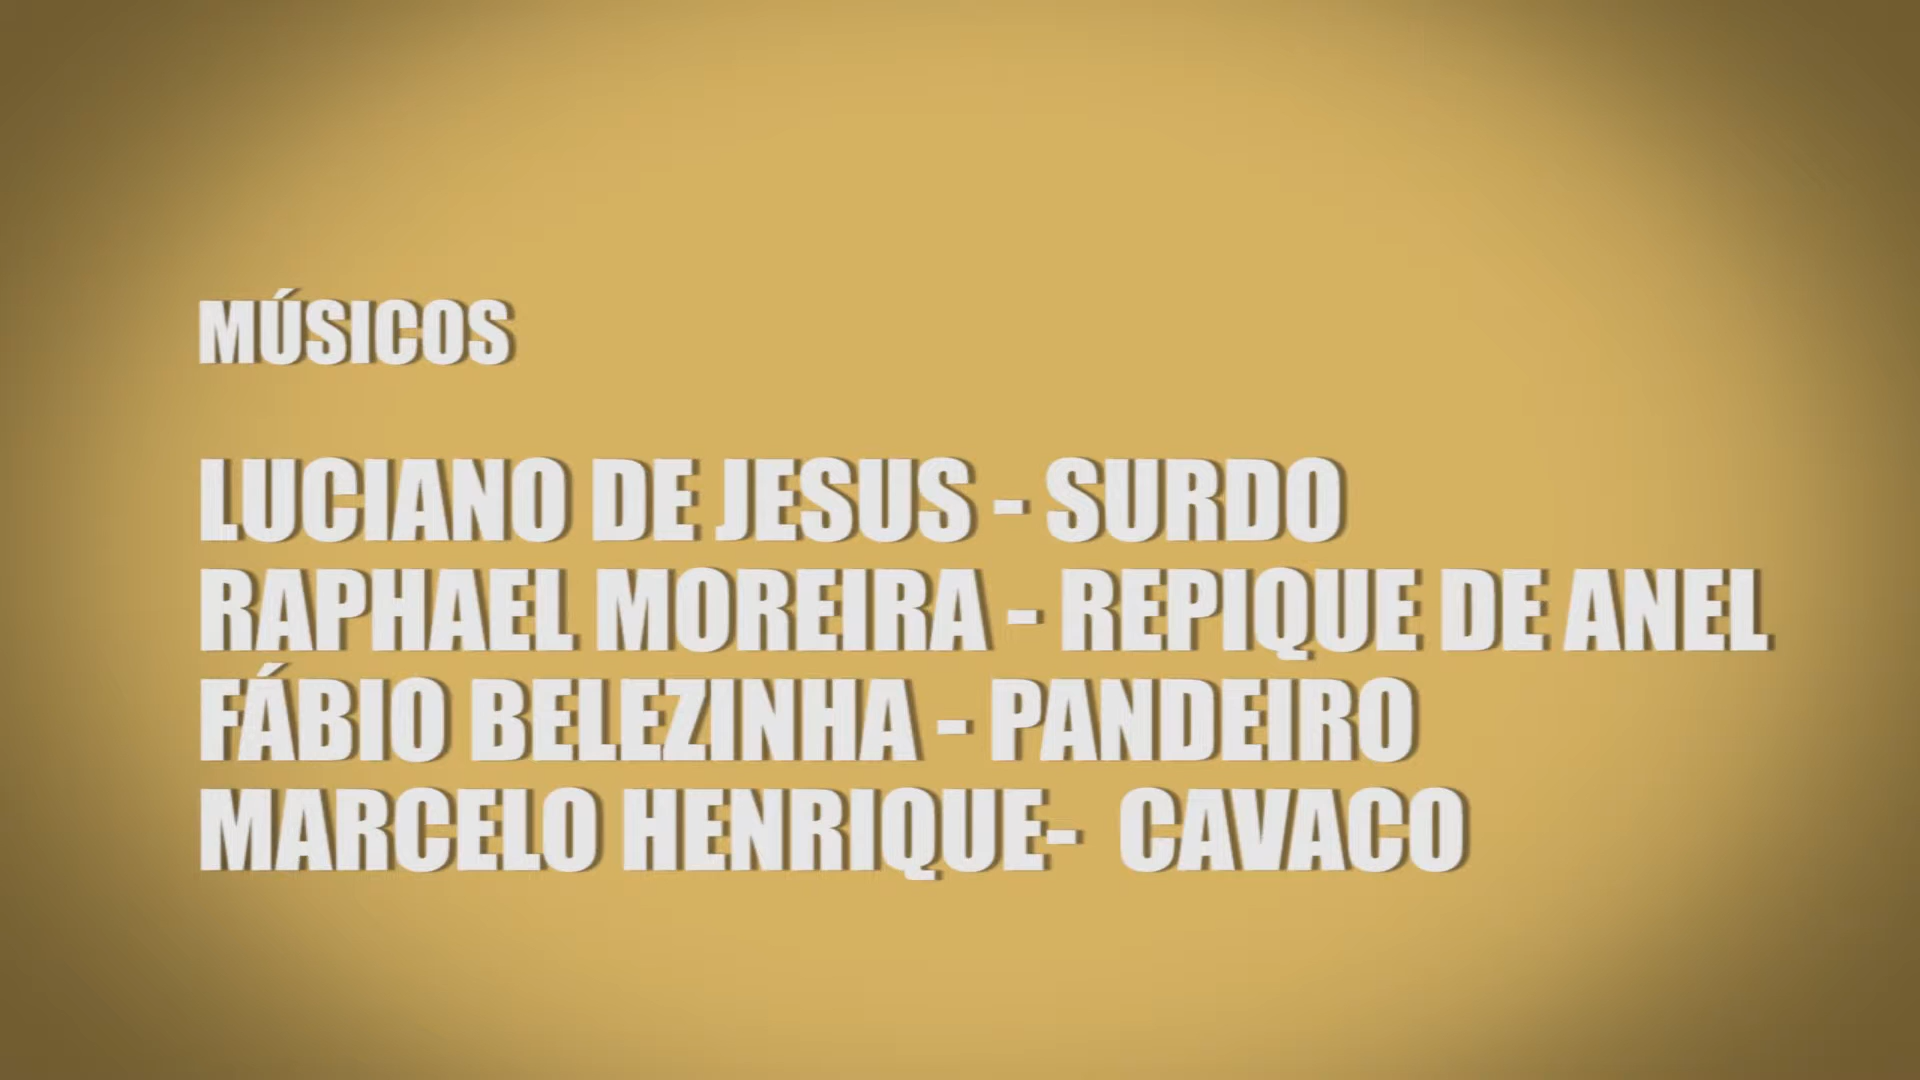 MÚSICOS
LUCIANO DE JESUS - SURDO
RAPHAEL MOREIRA - REPIQUE DE ANEL
FÁBIO BELEZINHA - PANDEIRO
MARCELO HENRIQUE-  CAVACO